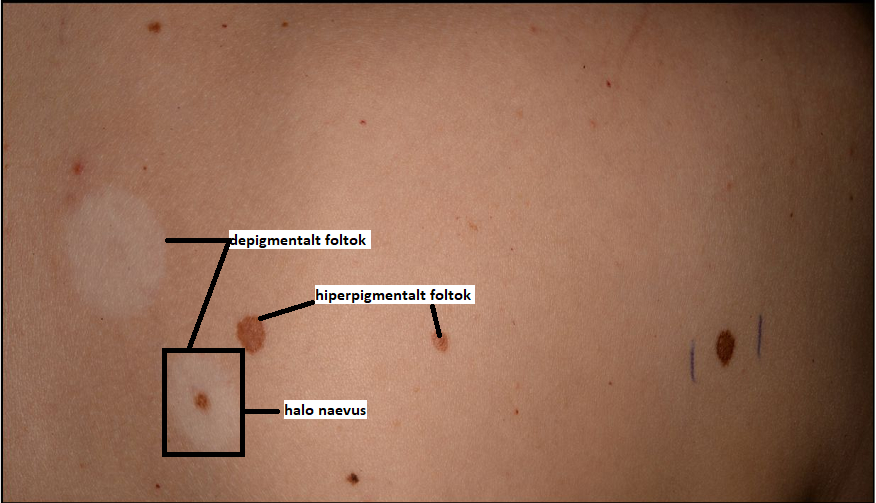 depigmentalt foltok
hiperpigmentalt foltok
halo naevus